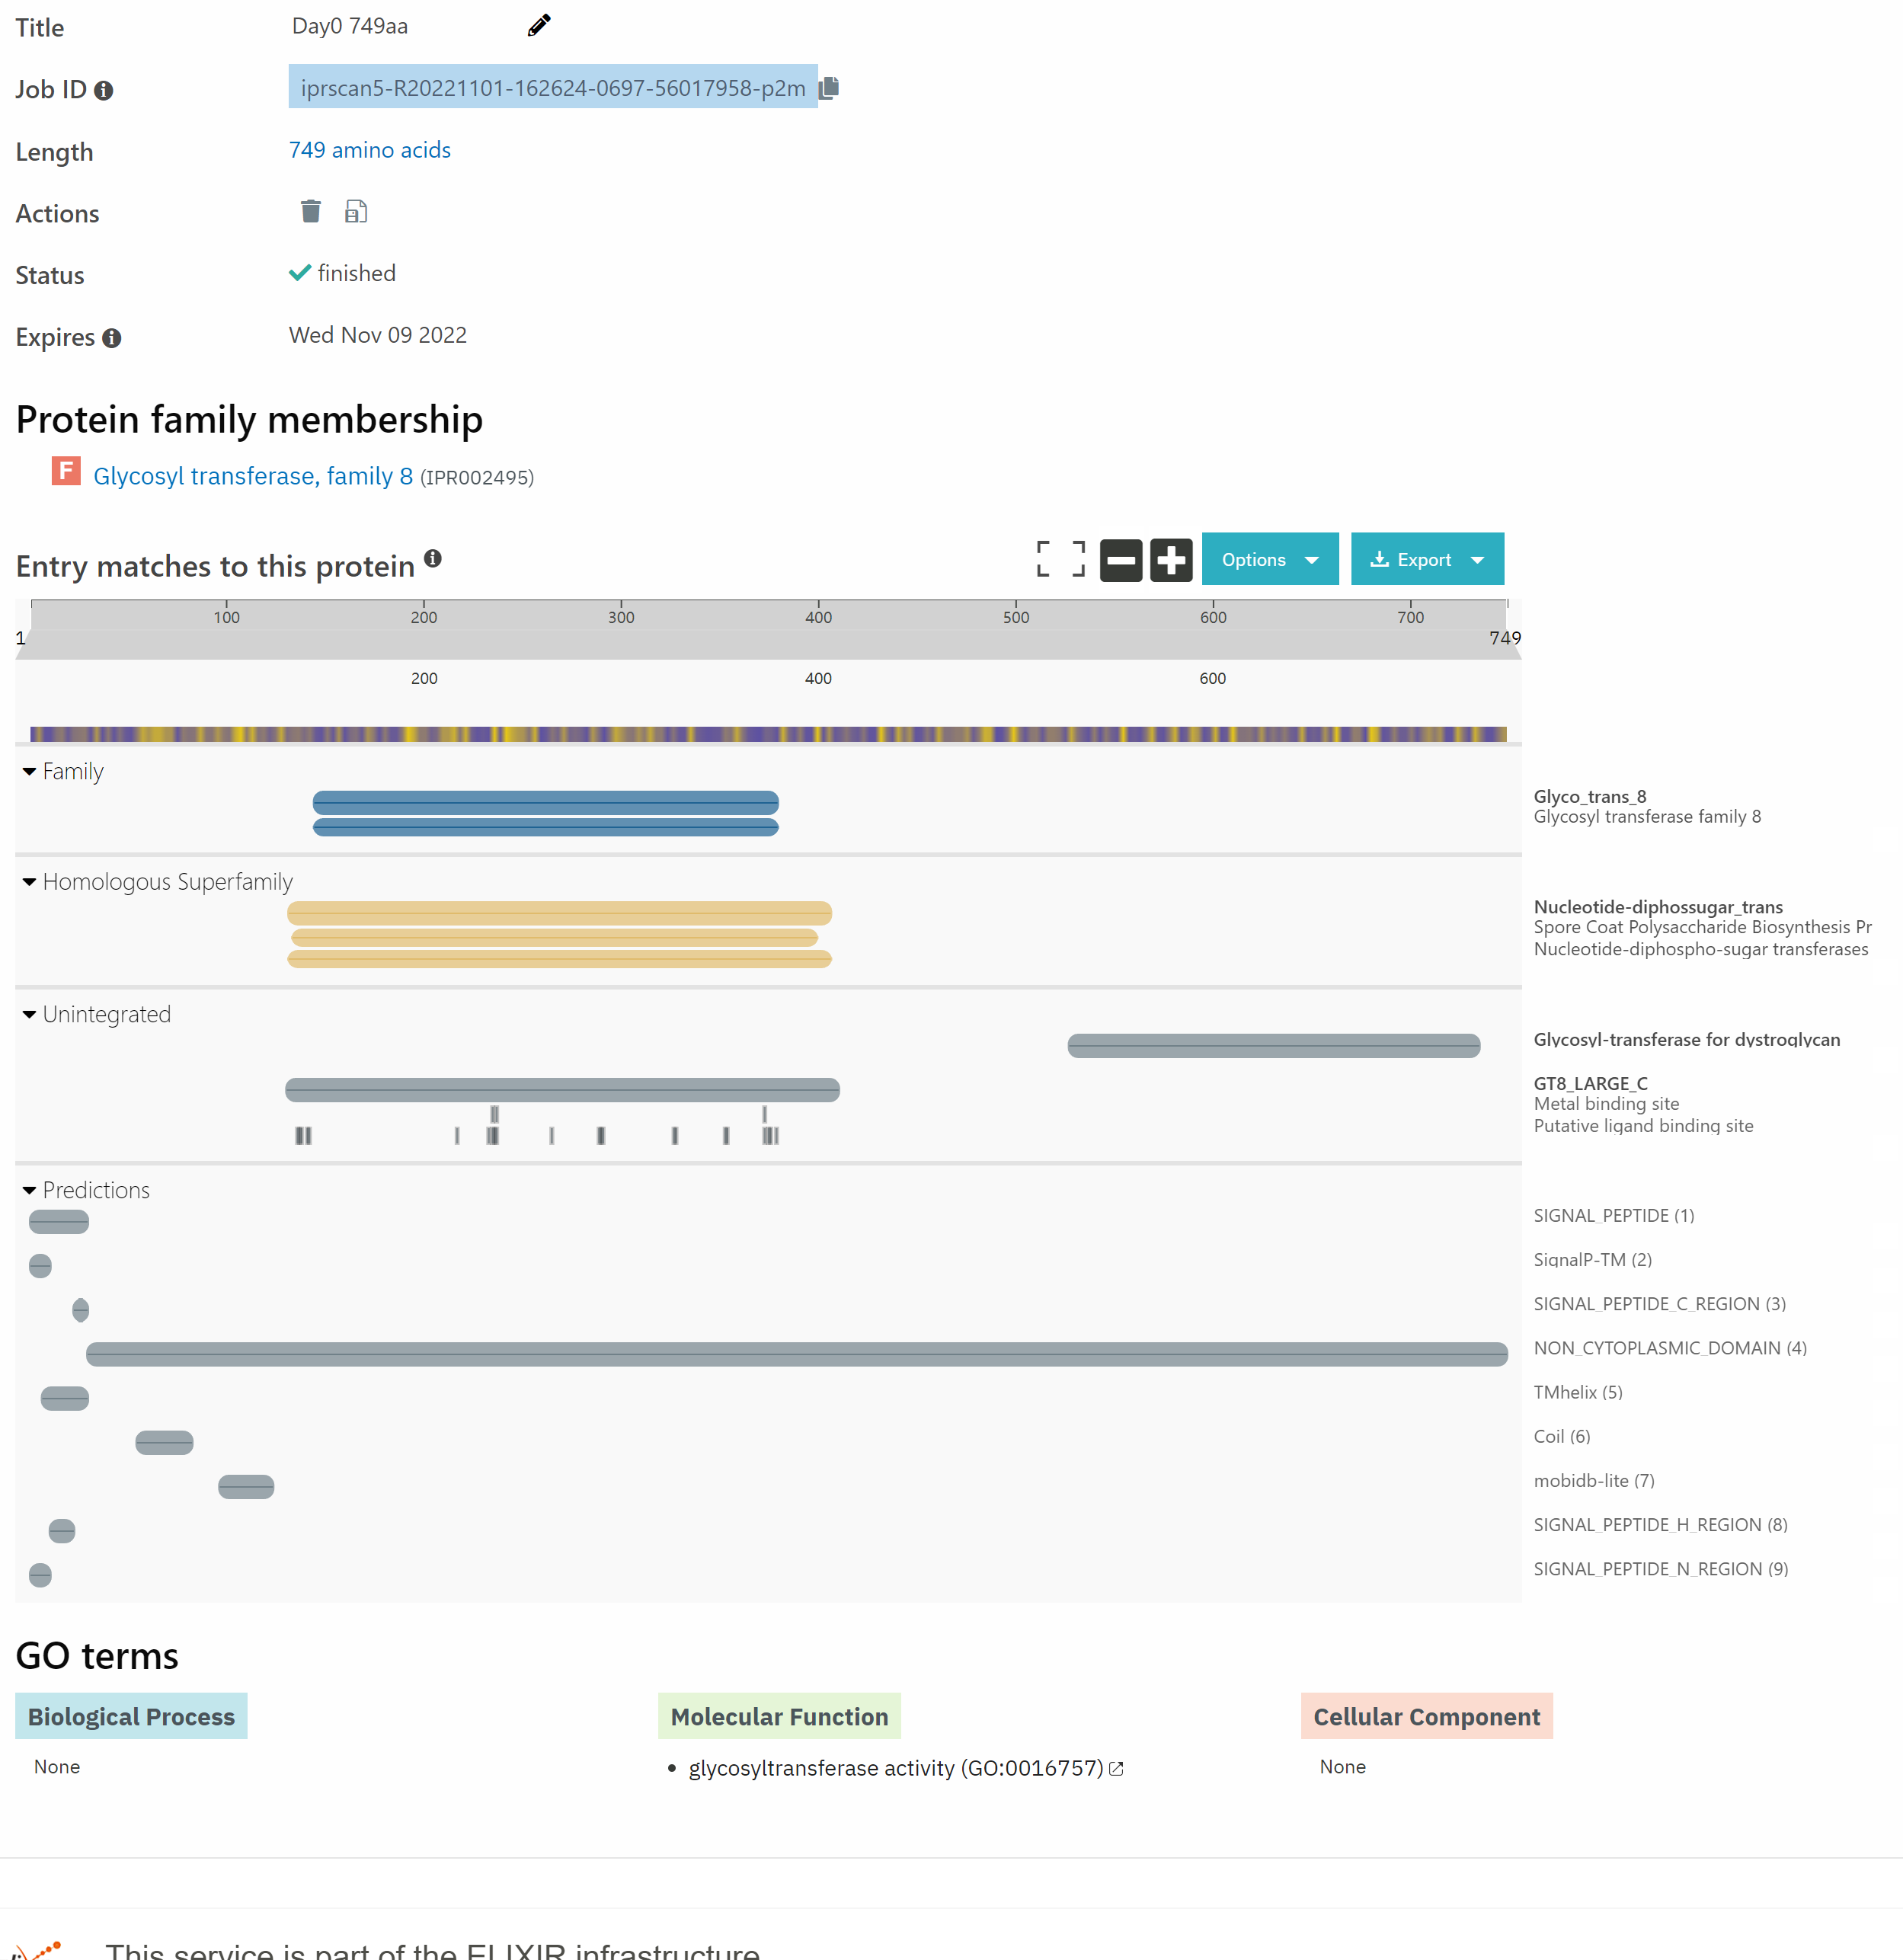 Title Day0 749aa
Job ID iprscan5-R20221101-162624-0697-56017958-p2m
Length 749 amino acids
Actions
Status finished
Expires Wed Nov 09 2022
Protein family membership
F Glycosyl transferase, family 8 (IPR002495)
Entry matches to this protein Options Export
100 200 300 400 500 600 700
1 749
200 400 600
Family
Glyco_trans_8
Glycosyl transferase family 8
Homologous Superfamily
Nucleotide-diphossugar_trans
Spore Coat Polysaccharide Biosynthesis Pr
Nucleotide-diphospho-sugar transferases
Unintegrated
Glycosyl-transferase for dystroglycan
GT8_LARGE_C
Metal binding site
Putative ligand binding site
Predictions
SIGNAL_PEPTIDE (1)
SignalP-TM (2)
SIGNAL_PEPTIDE_C_REGION (3)
NON_CYTOPLASMIC_DOMAIN (4)
TMhelix (5)
Coil (6)
mobidb-lite (7)
SIGNAL_PEPTIDE_H_REGION (8)
SIGNAL_PEPTIDE_N_REGION (9)
GO terms
Biological Process Molecular Function Cellular Component
None • glycosyltransferase activity (GO:0016757) None
This service is part of the ELIXIR infrastructure